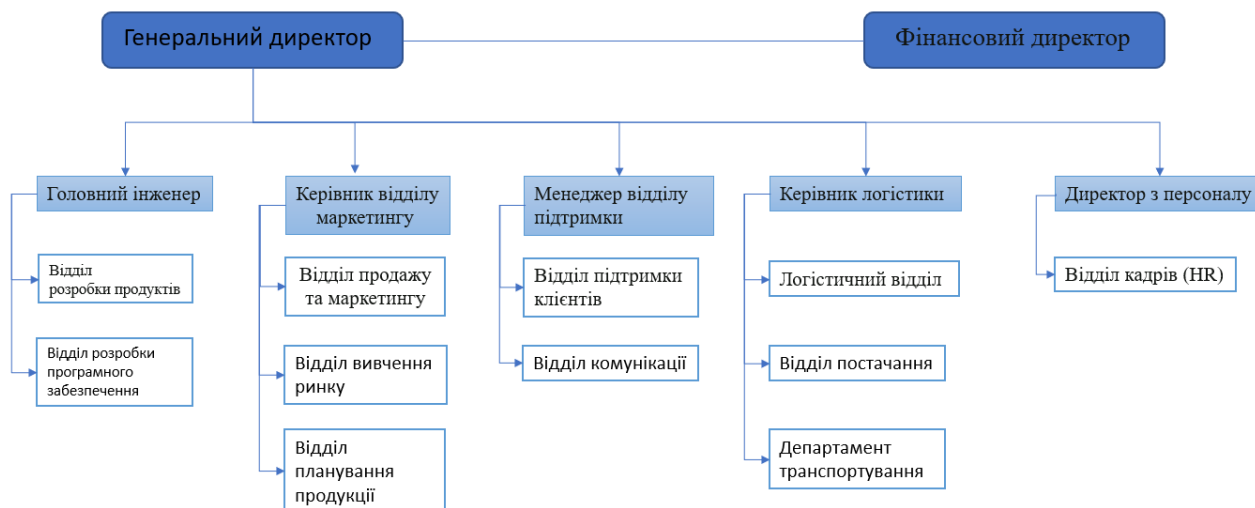 Генеральний директор
Фінансовий директор
Головний інженер
Керівник відділу
маркетингу
Менеджер відділу
підтримки
Керівник логістики
Директор з персоналу
Відділ
розробки продуктів
Відділ продажу
та маркетингу
Відділ підтримки
клієнтів
Логістичний відділ
Відділ кадрів (HR)
Відділ розробки
програмного
забезпечення
Відділ вивчення
ринку
Відділ комунікації
Відділ постачання
Відділ
планування
продукції
Департамент
транспортування